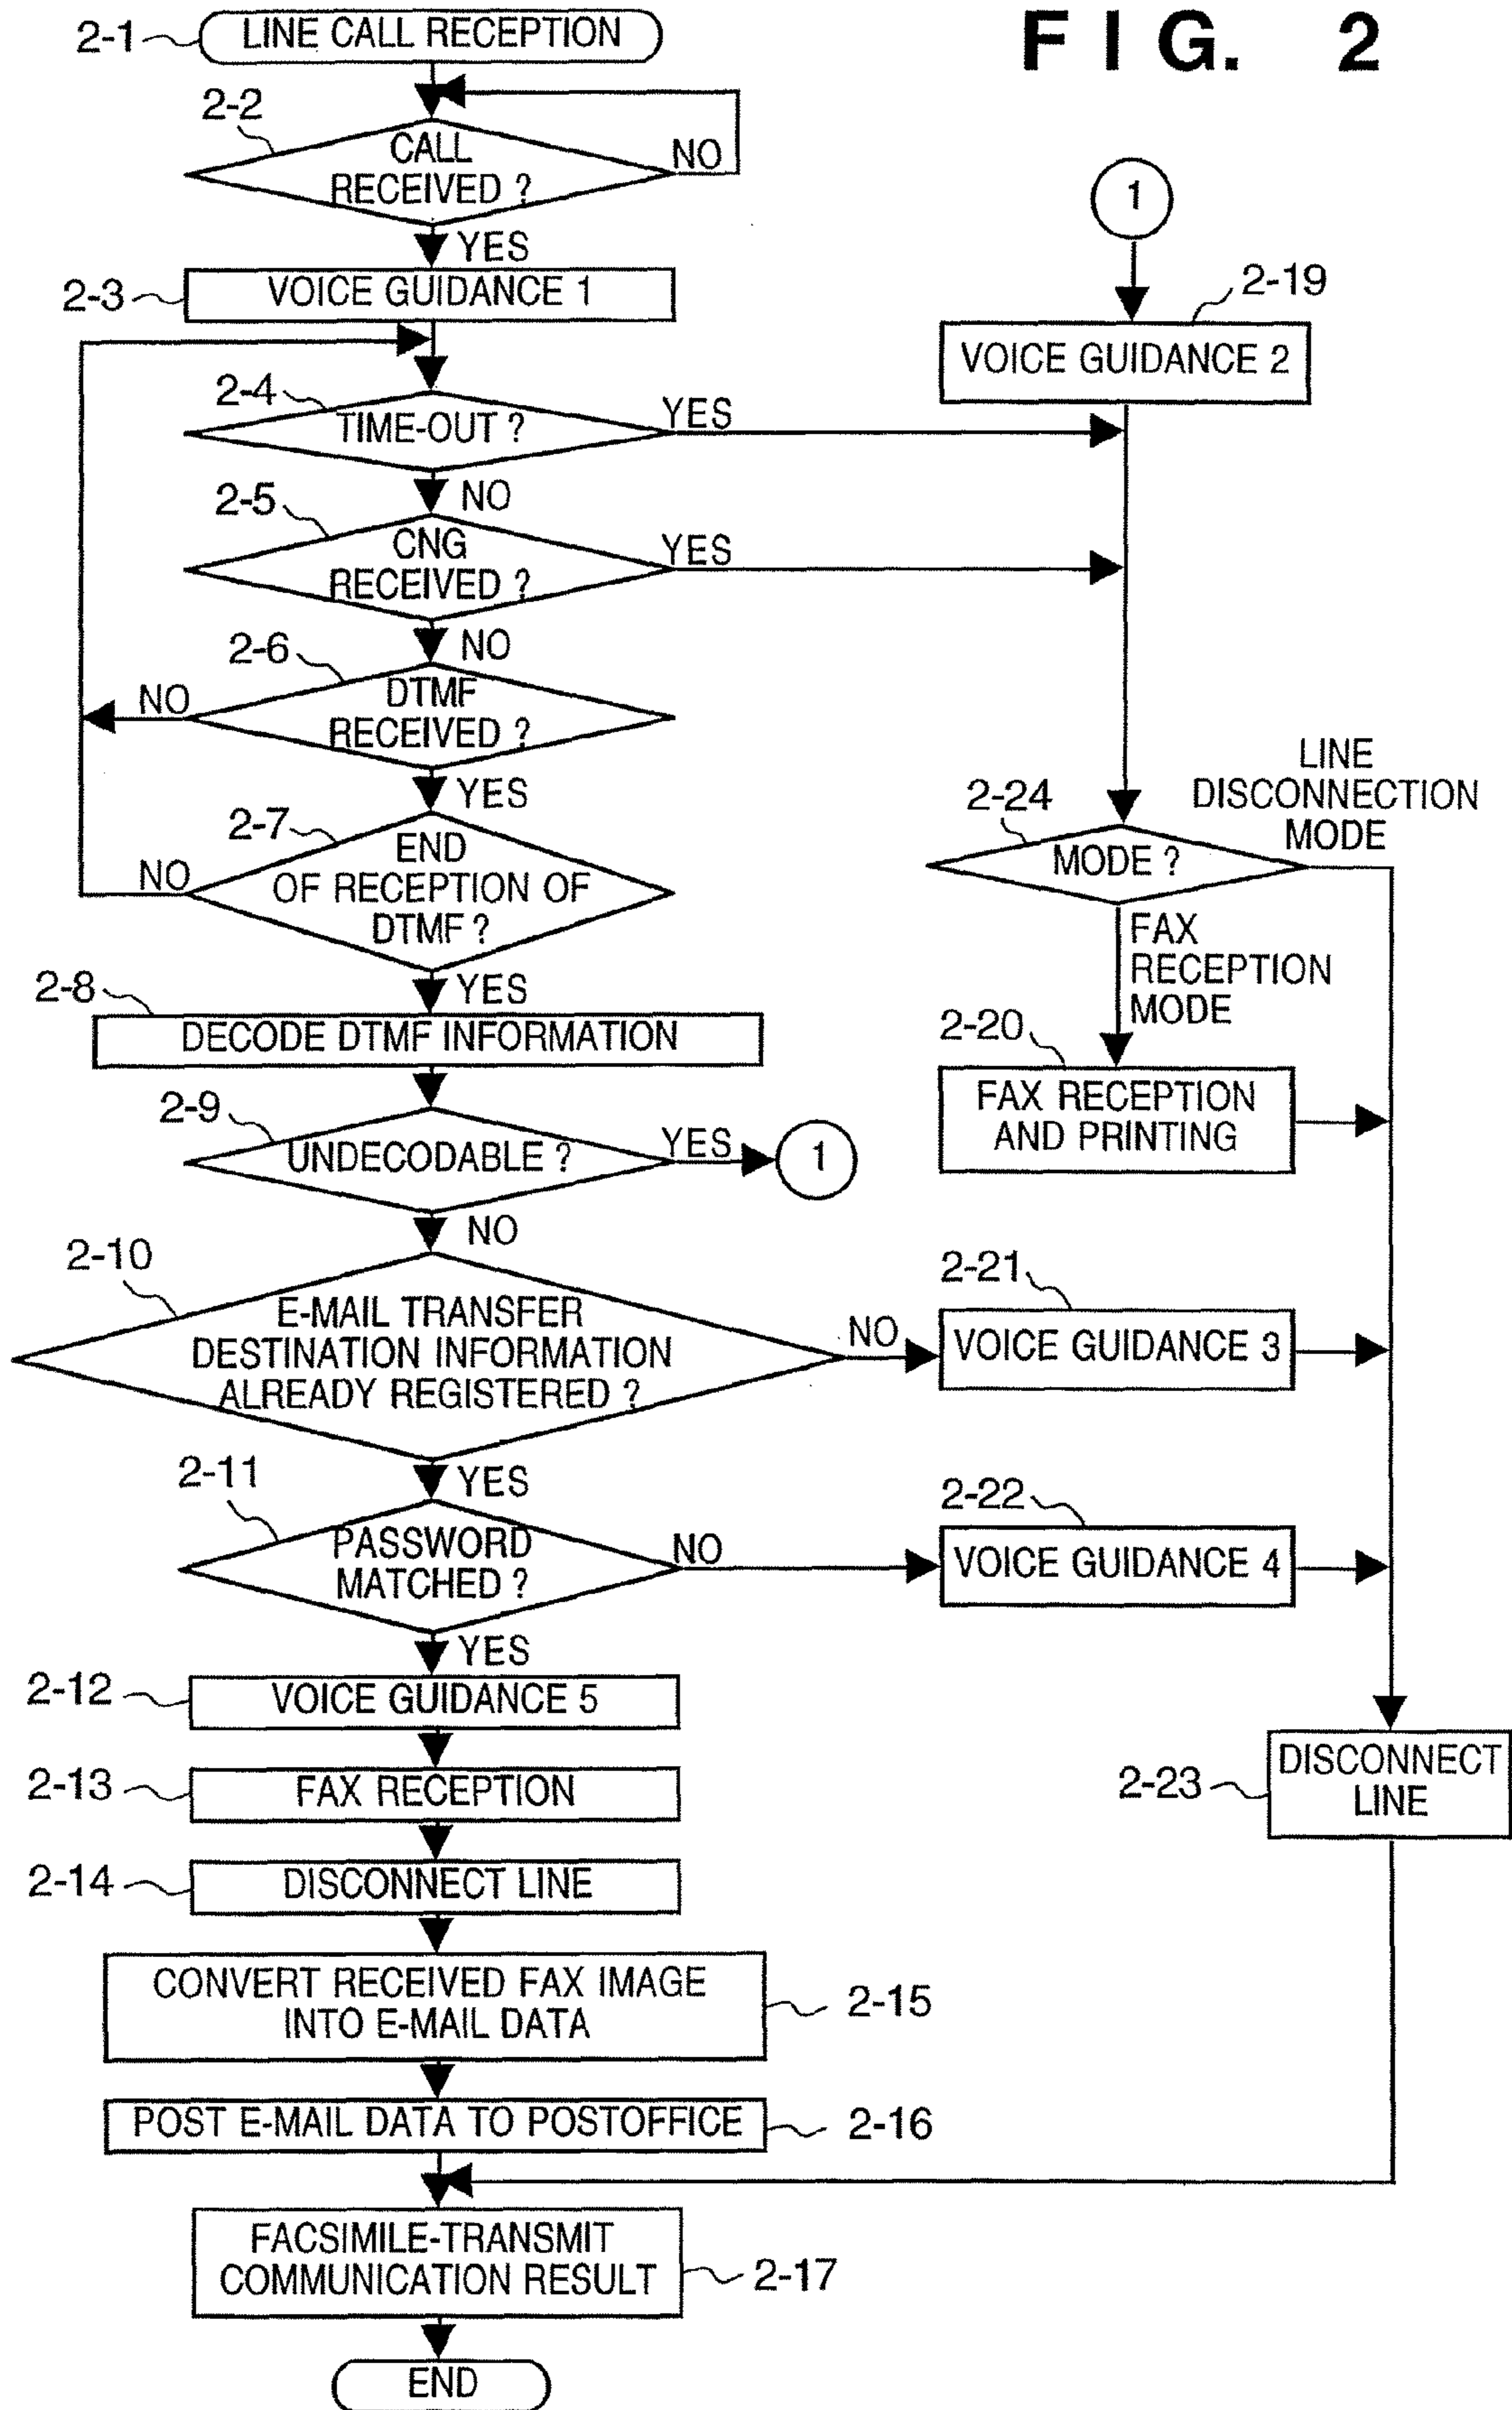 FIG. 2
2-1
LINE CALL RECEPTION
2-2
CALL
RECEIVED ?
NO
YES
2-3
VOICE GUIDANCE 1
2-4
TIME-OUT ?
YES
NO
2-5
CNG
RECEIVED ?
YES
NO
2-6
DTMF
RECEIVED ?
NO
YES
2-7
END
OF RECEPTION OF
DTMF ?
NO
YES
2-8
DECODE DTMF INFORMATION
2-9
UNDECODABLE ?
YES
1
NO
2-10
E-MAIL TRANSFER
DESTINATION INFORMATION
ALREADY REGISTERED ?
NO
YES
2-11
PASSWORD
MATCHED ?
NO
YES
2-12
VOICE GUIDANCE 5
2-13
FAX RECEPTION
2-14
DISCONNECT LINE
CONVERT RECEIVED FAX IMAGE
INTO E-MAIL DATA
2-15
POST E-MAIL DATA TO POSTOFFICE
2-16
FACSIMILE-TRANSMIT
COMMUNICATION RESULT
2-17
END
1
2-19
VOICE GUIDANCE 2
2-24
MODE ?
LINE
DISCONNECTION
MODE
FAX
RECEPTION
MODE
2-20
FAX RECEPTION
AND PRINTING
2-21
VOICE GUIDANCE 3
2-22
VOICE GUIDANCE 4
2-23
DISCONNECT
LINE